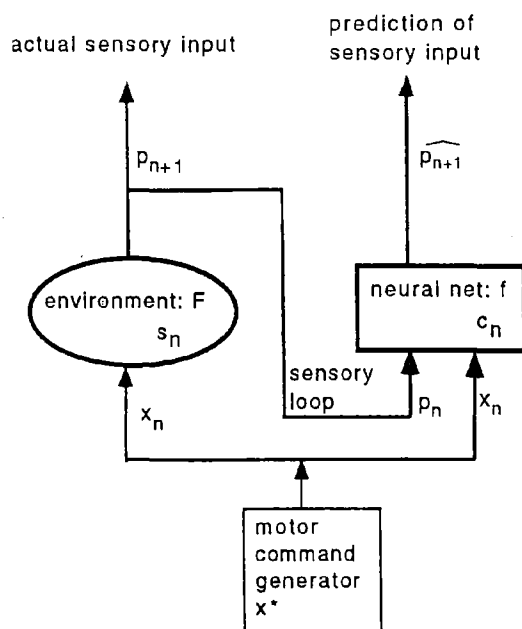 actual sensory input
prediction of
sensory input
p_{n+1}
\widehat{p_{n+1}}
environment: F
s_n
neural net: f
c_n
sensory
loop
p_n
x_n
x_n
motor
command
generator
x*